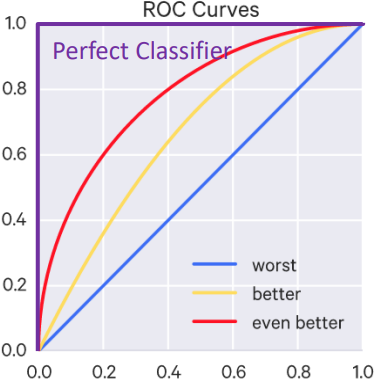 ROC Curves
1.0
Perfect Classifier
0.8
0.6
0.4
worst
0.2
better
even better
0.0
0.0 0.2 0.4 0.6 0.8 1.0